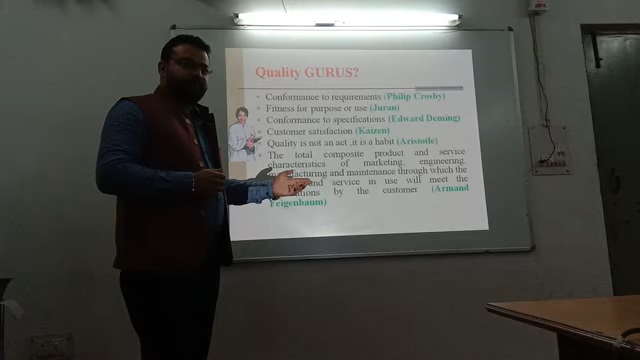 Quality GURUS?
Conformance to requirements (Philip Crosby)
Fitness for purpose or use (Juran)
Conformance to specifications (Edward Deming)
Customer satisfaction (Kaizen)
Quality is not an act ,it is a habit (Aristotle)
The total composite product and service
characteristics of marketing, engineering,
manufacturing and maintenance through which the
and service in use will meet the
by the customer (Armand
Feigenbaum)